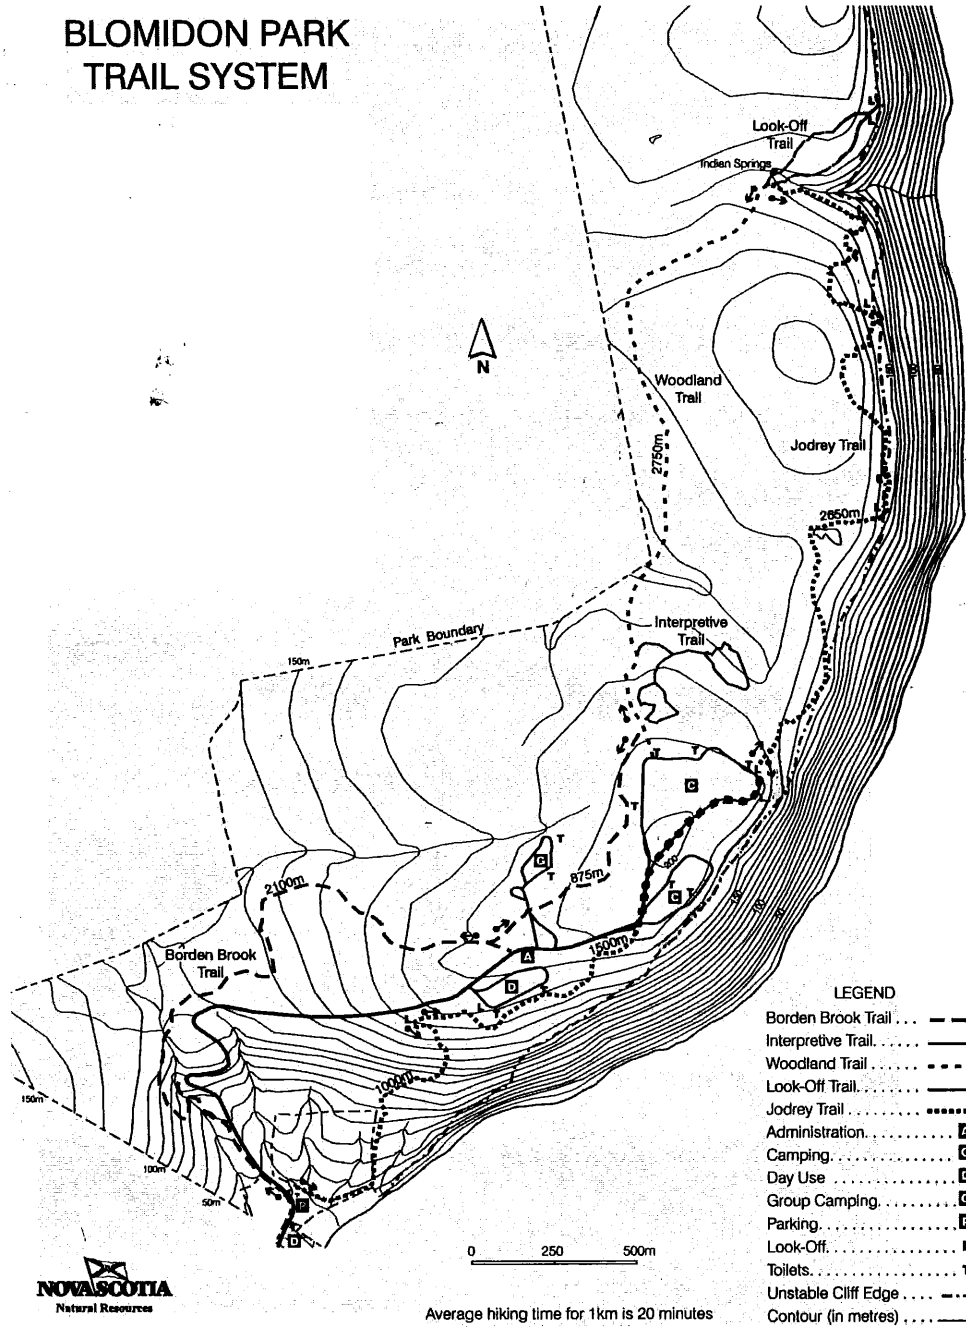 BLOMIDON PARK
TRAIL SYSTEM
Look-Off
Trail
Indian Springs
L
L
L
N
Woodland
Trail
2750m
Jodrey Trail
2650m
Interpretive
Trail
Park Boundary
150m
T
T
T
C
T
T
G
T
875m
200
T
C
T
2100m
1500m
A
D
Borden Brook
Trail
L
1000m
150m
100m
50m
P
D
LEGEND
Borden Brook Trail . . .
Interpretive Trail. . . . . .
Woodland Trail . . . . . .
Look-Off Trail. . . . . . . .
Jodrey Trail . . . . . . . . .
Administration. . . . . . . . . . A
Camping. . . . . . . . . . . . . . C
Day Use . . . . . . . . . . . . . . D
Group Camping. . . . . . . . . G
Parking. . . . . . . . . . . . . . . P
Look-Off. . . . . . . . . . . . . .
Toilets. . . . . . . . . . . . . . . . T
Unstable Cliff Edge . . . .
Contour (in metres) . . . .
0 250 500m
NOVA SCOTIA
Natural Resources
Average hiking time for 1km is 20 minutes